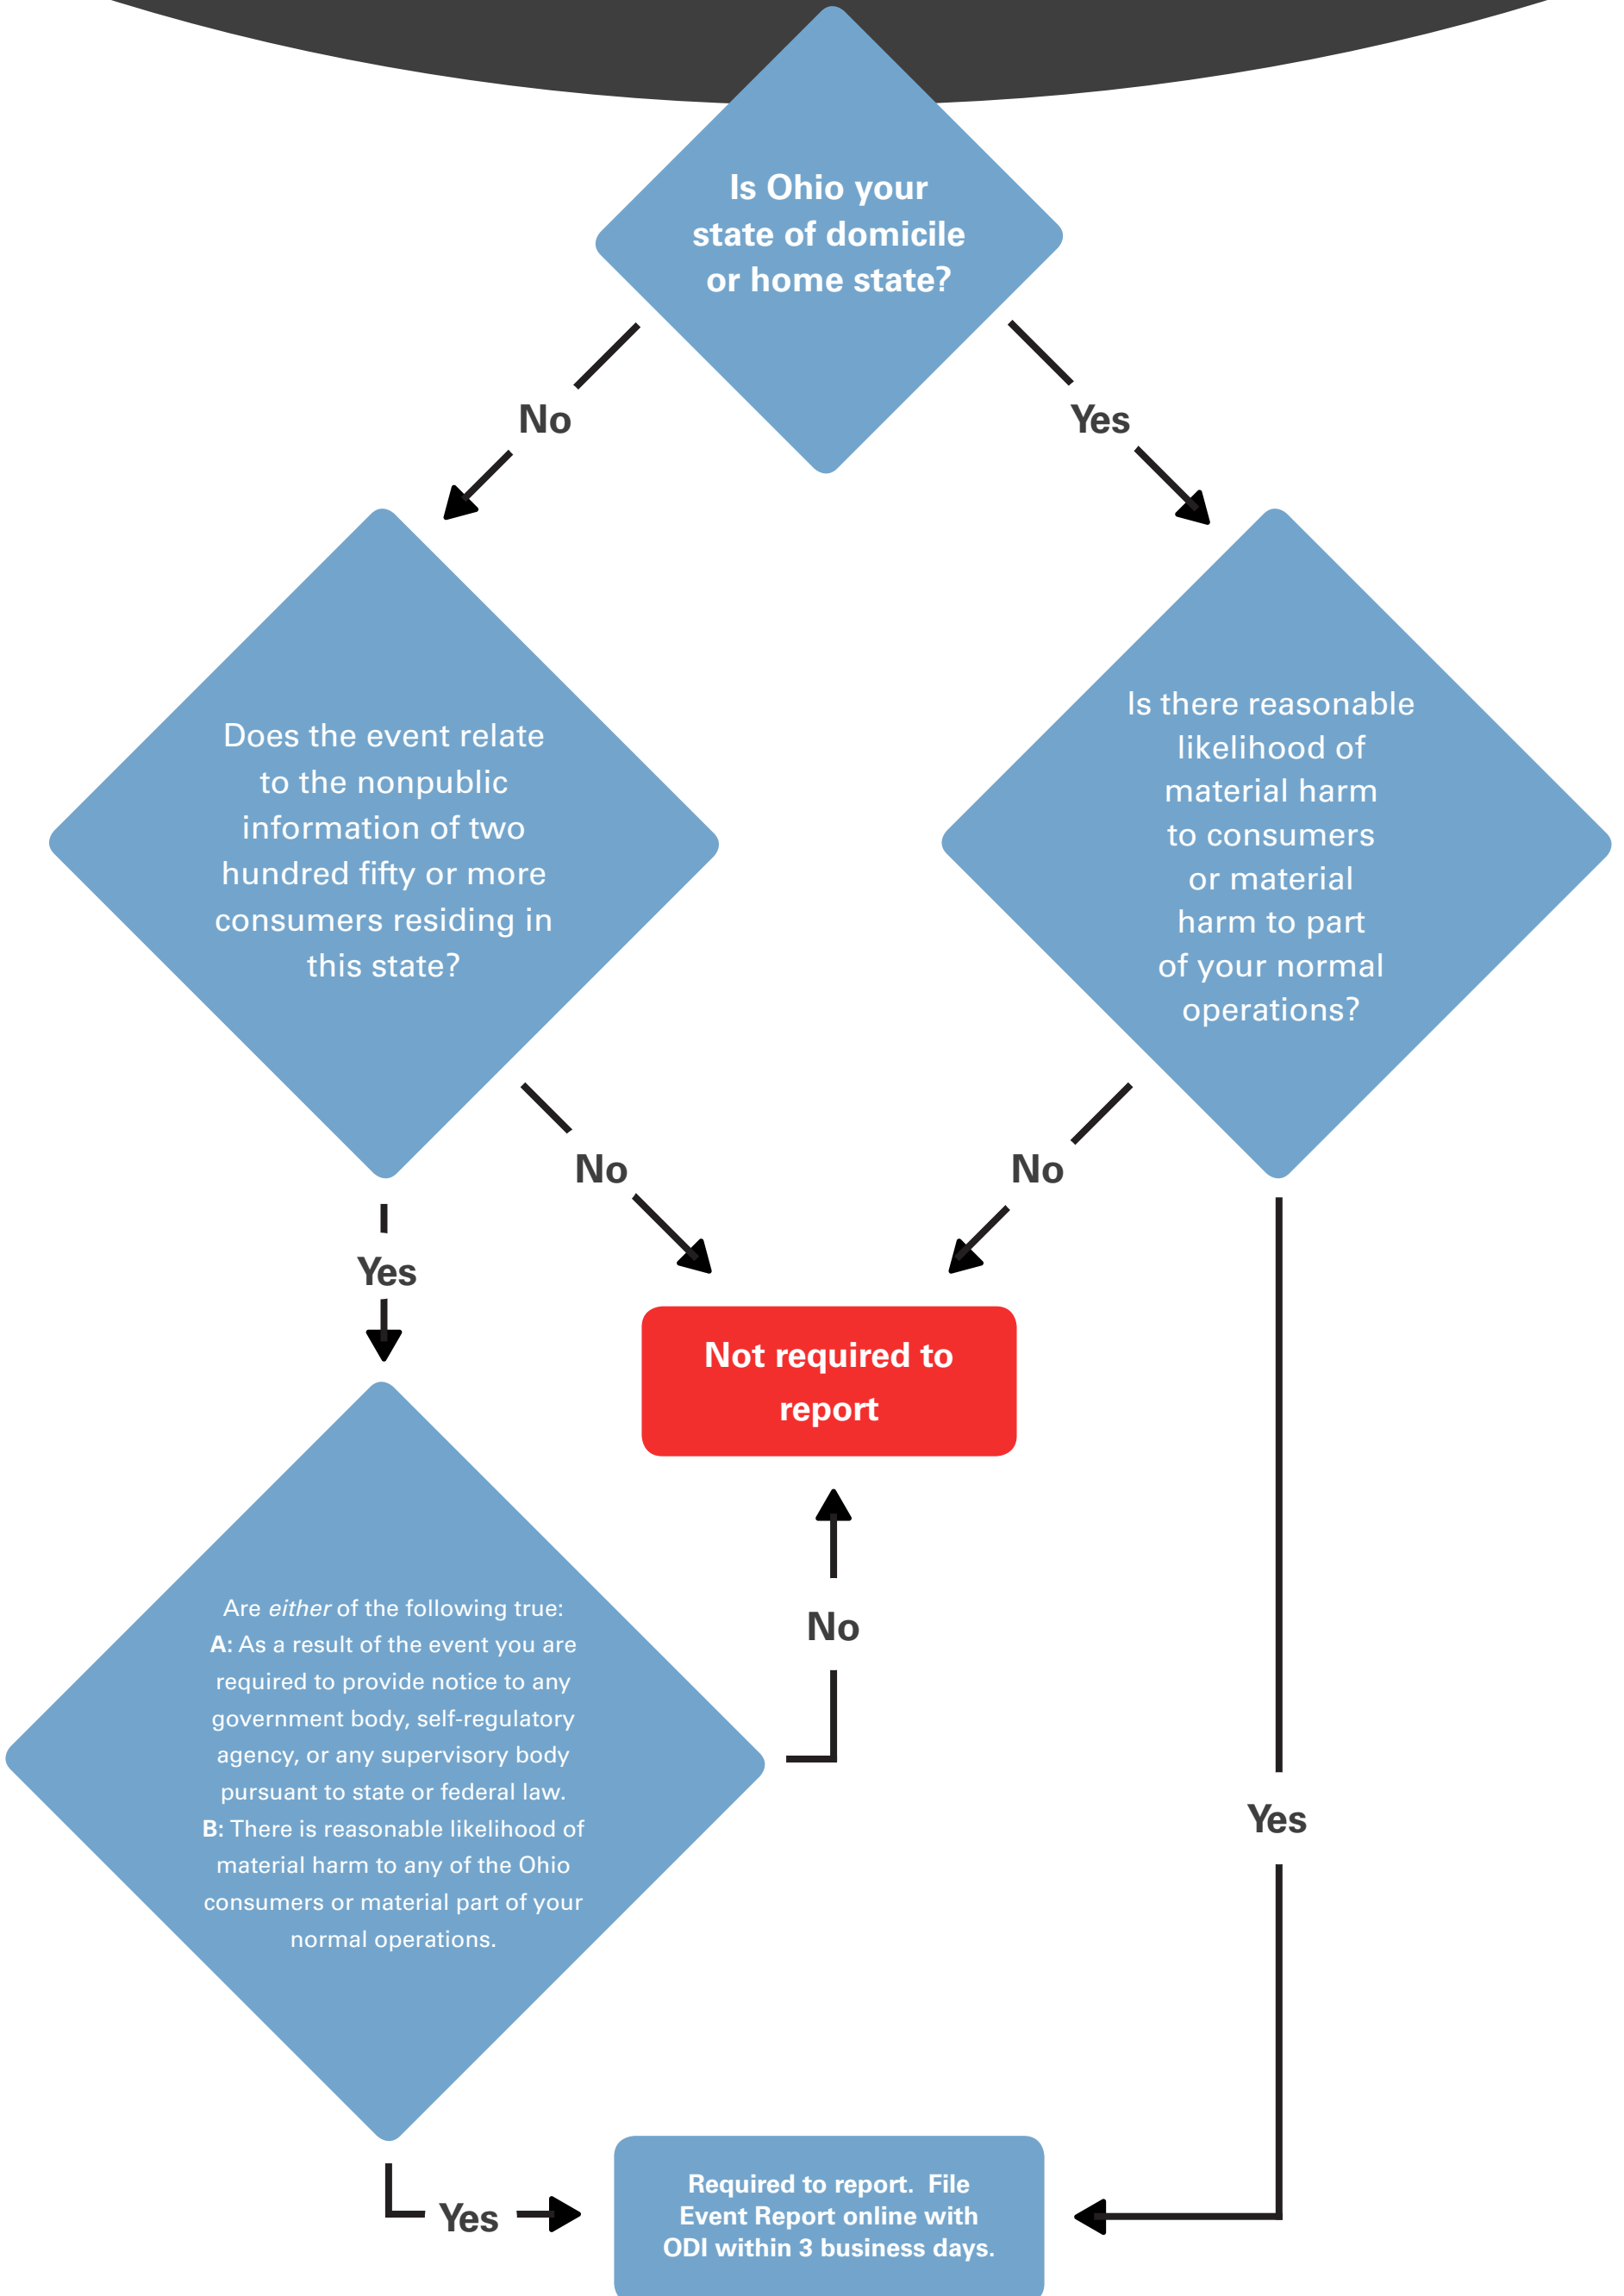 Is Ohio your
state of domicile
or home state?
No
Yes
Does the event relate
to the nonpublic
information of two
hundred fifty or more
consumers residing in
this state?
Is there reasonable
likelihood of
material harm
to consumers
or material
harm to part
of your normal
operations?
No
No
Yes
Not required to
report
Are either of the following true:
A: As a result of the event you are
required to provide notice to any
government body, self-regulatory
agency, or any supervisory body
pursuant to state or federal law.
B: There is reasonable likelihood of
material harm to any of the Ohio
consumers or material part of your
normal operations.
No
Yes
Yes
Required to report.  File
Event Report online with
ODI within 3 business days.